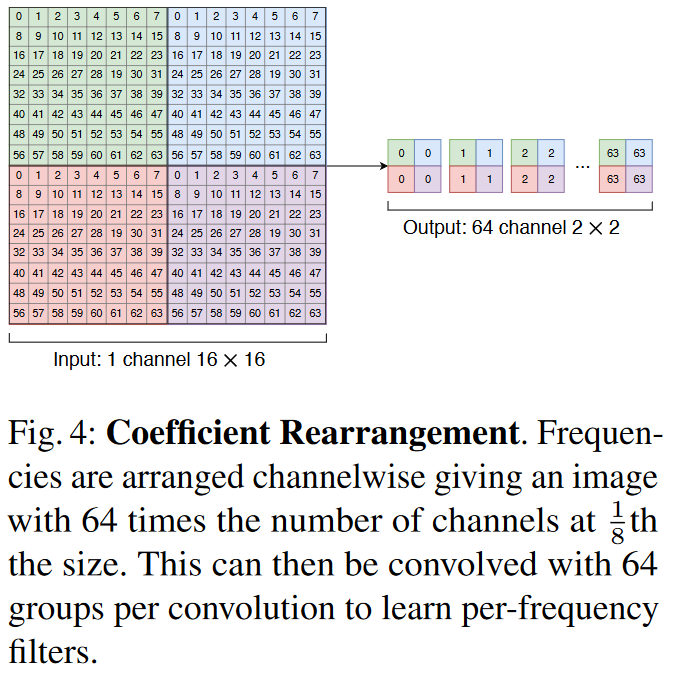 0 1 2 3 4 5 6 7 0 1 2 3 4 5 6 7
8 9 10 11 12 13 14 15 8 9 10 11 12 13 14 15
16 17 18 19 20 21 22 23 16 17 18 19 20 21 22 23
24 25 26 27 28 19 30 31 24 25 26 27 28 19 30 31
32 33 34 35 36 37 38 39 32 33 34 35 36 37 38 39
40 41 42 43 44 45 46 47 40 41 42 43 44 45 46 47
48 49 50 51 52 53 54 55 48 49 50 51 52 53 54 55
56 57 58 59 60 61 62 63 56 57 58 59 60 61 62 63
0 1 2 3 4 5 6 7 0 1 2 3 4 5 6 7
8 9 10 11 12 13 14 15 8 9 10 11 12 13 14 15
16 17 18 19 20 21 22 23 16 17 18 19 20 21 22 23
24 25 26 27 28 29 30 31 24 25 26 27 28 29 30 31
32 33 34 35 36 37 38 39 32 33 34 35 36 37 38 39
40 41 42 43 44 45 46 47 40 41 42 43 44 45 46 47
48 49 50 51 52 53 54 55 48 49 50 51 52 53 54 55
56 57 58 59 60 61 62 63 56 57 58 59 60 61 62 63
Input: 1 channel 16 × 16
0 0 1 1 2 2 ... 63 63
0 0 1 1 2 2 63 63
Output: 64 channel 2 × 2
Fig. 4: Coefficient Rearrangement. Frequen-
cies are arranged channelwise giving an image
with 64 times the number of channels at 1/8th
the size. This can then be convolved with 64
groups per convolution to learn per-frequency
filters.